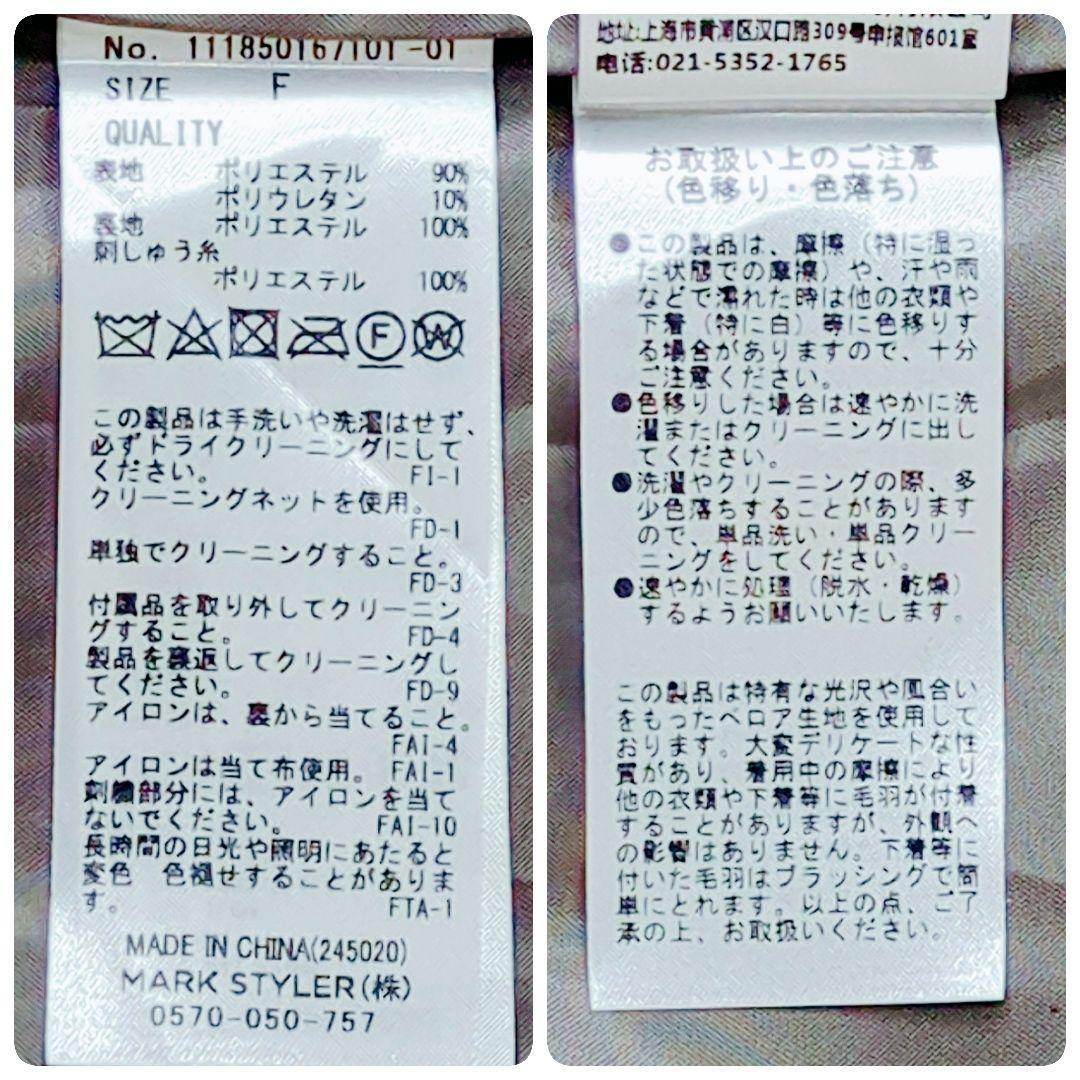 No. 111850167101-01
SIZE F
QUALITY
表地 ポリエステル 90%
ポリウレタン 10%
裏地 ポリエステル 100%
刺しゅう糸
ポリエステル 100%
F W
この製品は手洗いや洗濯はせず、
必ずドライクリーニングにして
ください。 FI-1
クリーニングネットを使用。
FD-1
単独でクリーニングすること。
FD-3
付属品を取り外してクリーニン
グすること。 FD-4
製品を裏返してクリーニングし
てください。 FD-9
アイロンは、裏から当てること。
FAI-4
アイロンは当て布使用。 FAI-1
刺繍部分には、アイロンを当て
ないでください。 FAI-10
長時間の日光や照明にあたると
変色 色褪せすることがありま
す。 FTA-1
MADE IN CHINA(245020)
MARK STYLER(株)
0570-050-757
地址:上海市黄浦区汉口路309号申报馆601室
电话:021-5352-1765
お取扱い上のご注意
(色移り・色落ち)
●この製品は、摩擦(特に湿っ
た状態での摩擦)や、汗や雨
などで濡れた時は他の衣類や
下着(特に白)等に色移りす
る場合がありますので、十分
ご注意ください。
●色移りした場合は速やかに洗
濯またはクリーニングに出し
てください。
●洗濯やクリーニングの際、多
少色落ちすることがあります
ので、単品洗い・単品クリー
ニングをしてください。
●速やかに処理(脱水・乾燥)
するようお願いいたします。
この製品は特有な光沢や風合い
をもったベロア生地を使用して
おります。大変デリケートな性
質があり、着用中の摩擦により
他の衣類や下着等に毛羽が付着
することがありますが、外観へ
の影響はありません。下着等に
付いた毛羽はブラッシングで簡
単にとれます。以上の点、ご了
承の上、お取扱いください。